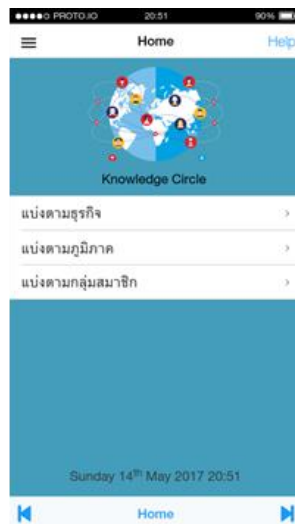 PROTO.IO 20:51 90%
Home Help
Knowledge Circle
แบ่งตามธุรกิจ
แบ่งตามภูมิภาค
แบ่งตามกลุ่มสมาชิก
Sunday 14th May 2017 20:51
Home